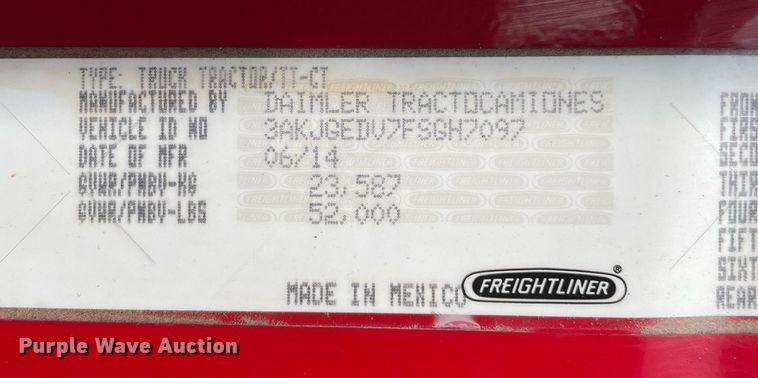 TYPE: TRUCK TRACTOR/TT-CT
MANUFACTURED BY DAIMLER TRACTOCAMIONES
VEHICLE ID NO 3AKJGEDV7FSGH7097
DATE OF MFR 06/14
GVWR/PNBV-KG 23,587
GVWR/PNBV-LBS 52,000
MADE IN MEXICO FREIGHTLINER®
FRON
FIRS
SECO
THIR
FOUR
FIFT
SIXT
REAR
Purple Wave Auction